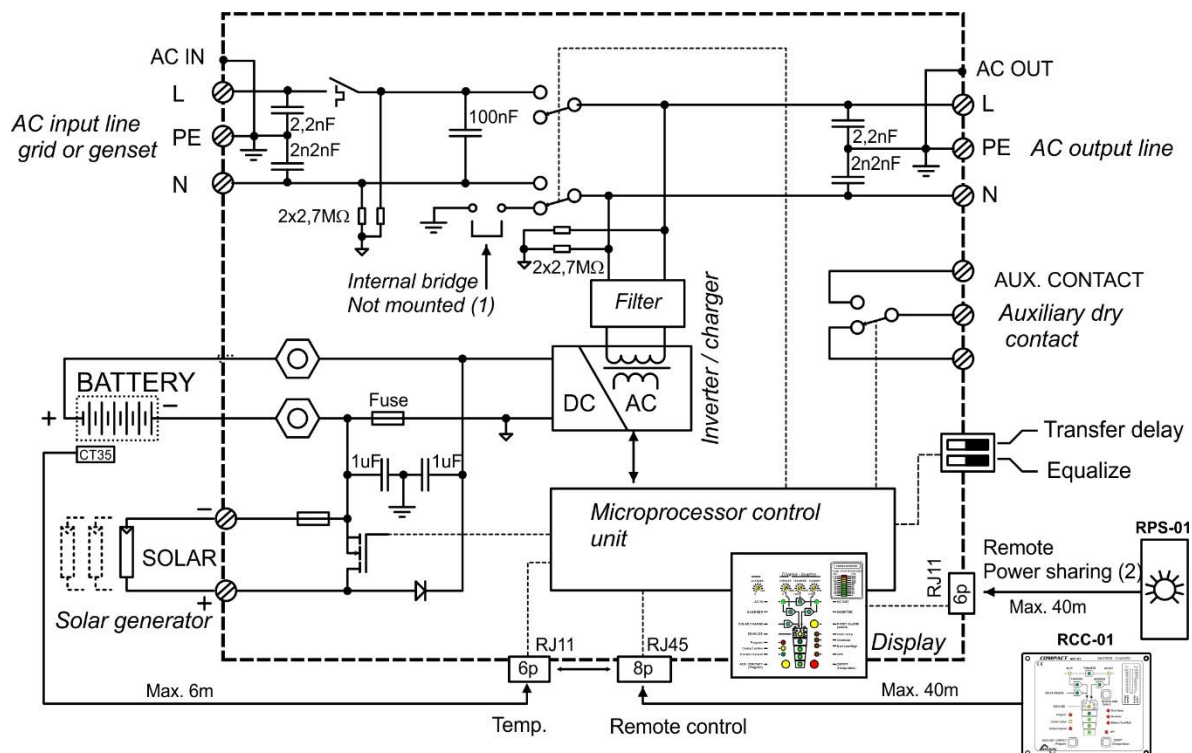 AC IN
L
AC input line
grid or genset
PE
N
2,2nF
2n2nF
100nF
2x2,7MΩ
Internal bridge
Not mounted (1)
2x2,7MΩ
Filter
DC
AC
Inverter / charger
AC OUT
L
2,2nF
2n2nF
PE
AC output line
N
AUX. CONTACT
Auxiliary dry
contact
BATTERY
+
−
CT35
Fuse
1uF
1uF
Transfer delay
Equalize
Microprocessor control
unit
−
SOLAR
+
Solar generator
Display
RJ11
6p
Remote
Power sharing (2)
Max. 40m
RPS-01
RJ11
6p
RJ45
8p
Max. 6m
Temp.
Remote control
Max. 40m
RCC-01
COMPACT